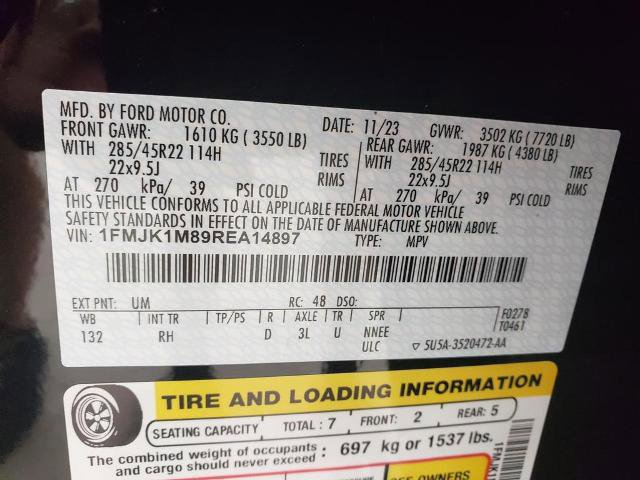 MFD. BY FORD MOTOR CO.
DATE: 11/23 GVWR: 3502 KG (7720 LB)
FRONT GAWR: 1610 KG (3550 LB)
REAR GAWR: 1987 KG (4380 LB)
WITH 285/45R22 114H TIRES
WITH 285/45R22 114H TIRES
22x9.5J RIMS
22x9.5J RIMS
AT 270 kPa/ 39 PSI COLD
AT 270 kPa/ 39 PSI COLD
THIS VEHICLE CONFORMS TO ALL APPLICABLE FEDERAL MOTOR VEHICLE
SAFETY STANDARDS IN EFFECT ON THE DATE OF MANUFACTURE SHOWN ABOVE.
VIN: 1FMJK1M89REA14897 TYPE: MPV
EXT PNT: UM RC: 48 DSO:
WB INT TR TP/PS R AXLE TR SPR
132 RH D 3L U NNEE
ULC
F0278
T0461
▽ 5U5A-3520472-AA
TIRE AND LOADING INFORMATION
SEATING CAPACITY TOTAL : 7 FRONT: 2 REAR: 5
The combined weight of occupants
and cargo should never exceed : 697 kg or 1537 lbs.
SEE OWNERS